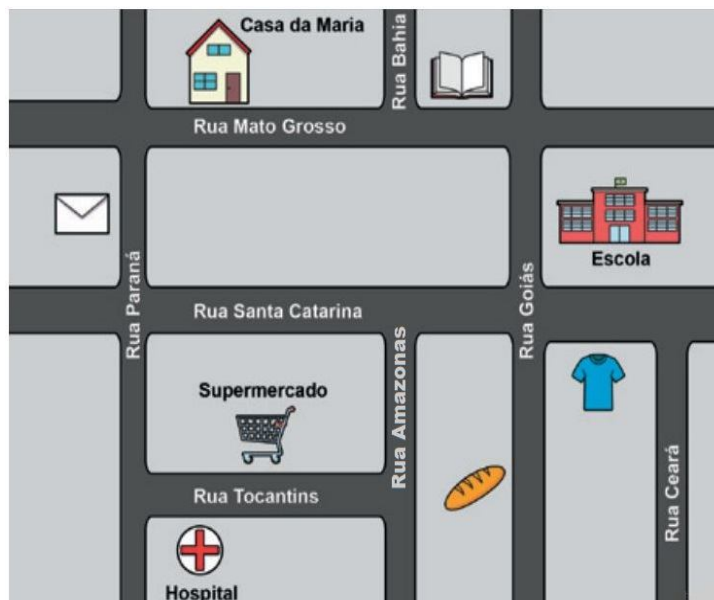 Casa da Maria
Rua Bahia
Rua Mato Grosso
Escola
Rua Paraná
Rua Goiás
Rua Santa Catarina
Rua Amazonas
Supermercado
Rua Tocantins
Rua Ceará
Hospital